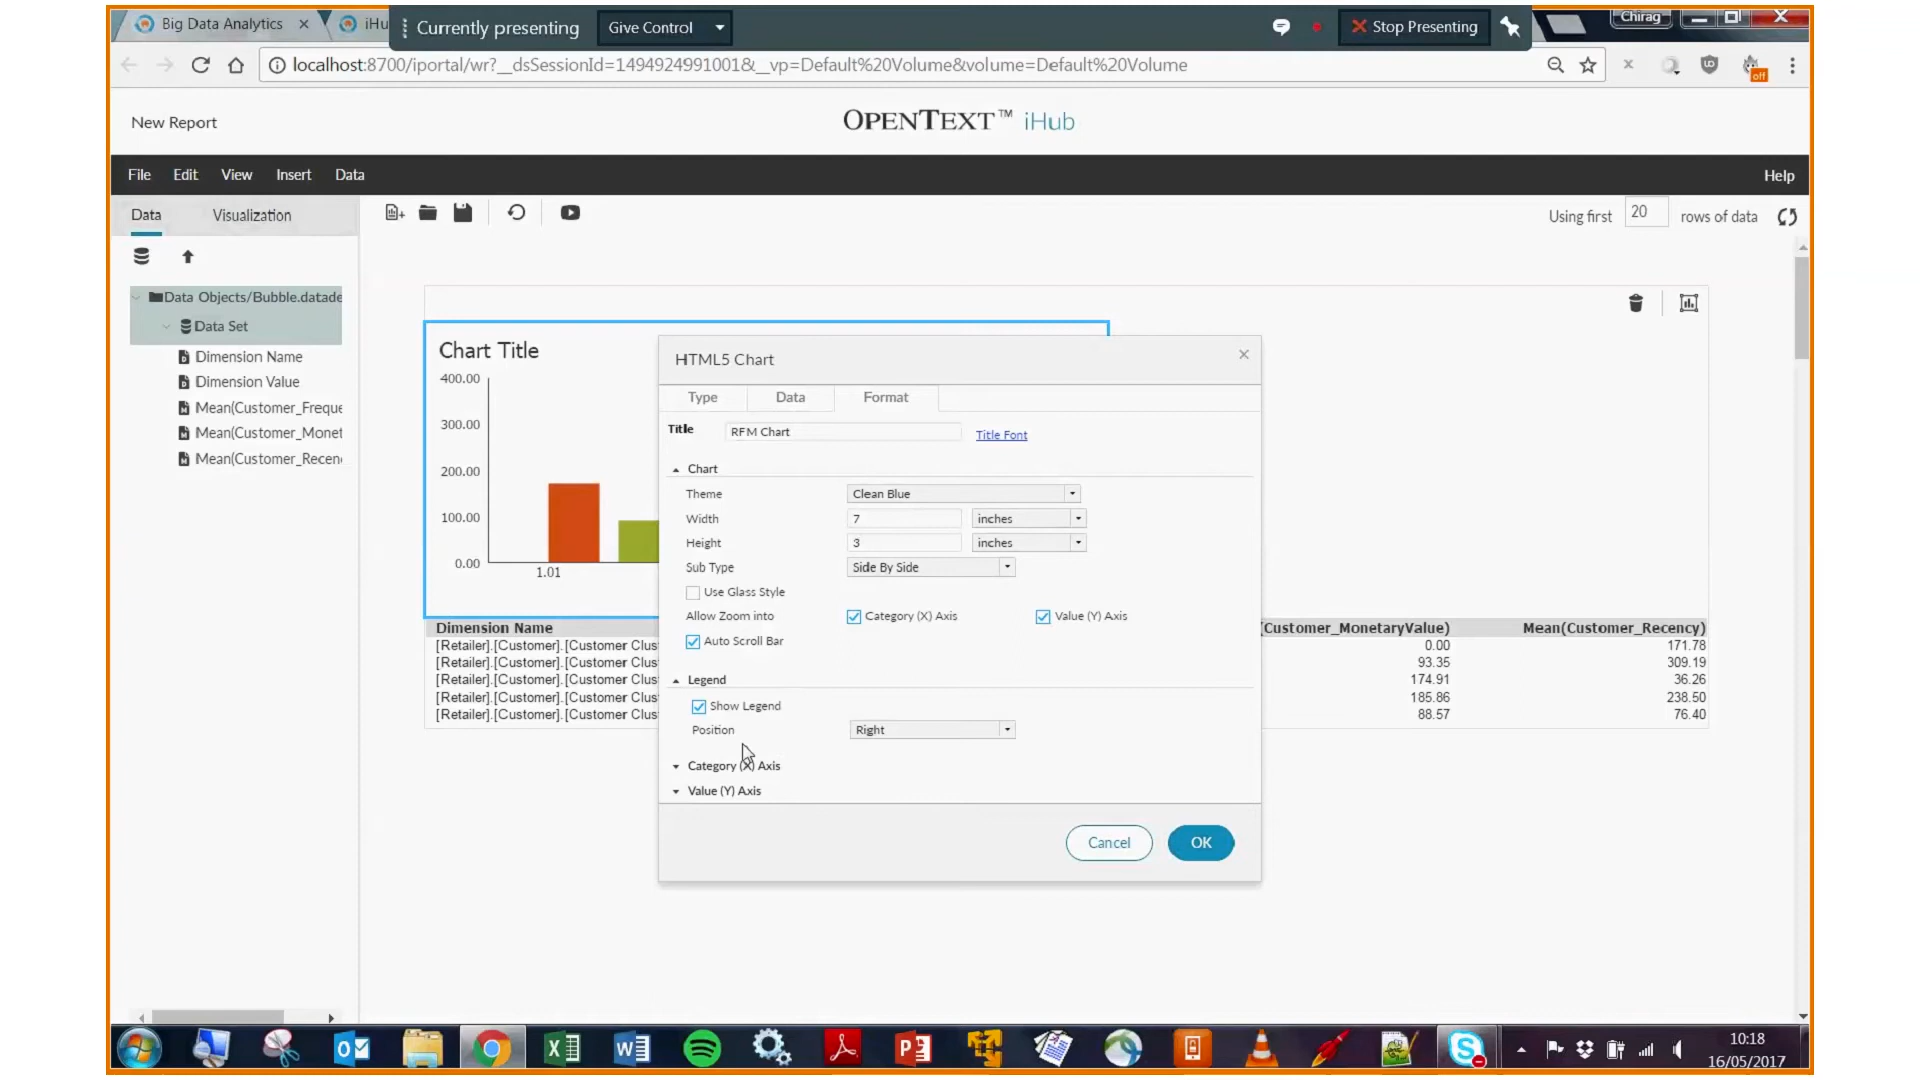 Big Data Analytics
iHu
Currently presenting
Give Control
Stop Presenting
Chirag
localhost:8700/iportal/wr?__dsSessionId=1494924991001&__vp=Default%20Volume&volume=Default%20Volume
off
New Report
OPENTEXT™ iHub
File Edit View Insert Data
Help
Data
Visualization
Using first 20 rows of data
Data Objects/Bubble.datade
Data Set
Dimension Name
Dimension Value
Mean(Customer_Freque
Mean(Customer_Monet
Mean(Customer_Recen
Chart Title
400.00
300.00
200.00
100.00
0.00
1.01
HTML5 Chart
Type
Data
Format
Title
RFM Chart
Title Font
Chart
Theme
Clean Blue
Width
7
inches
Height
3
inches
Sub Type
Side By Side
Use Glass Style
Allow Zoom into
Category (X) Axis
Value (Y) Axis
Auto Scroll Bar
Legend
Show Legend
Position
Right
Category (X) Axis
Value (Y) Axis
Cancel
OK
Dimension Name
(Customer_MonetaryValue)
Mean(Customer_Recency)
[Retailer].[Customer].[Customer Clus
0.00
171.78
[Retailer].[Customer].[Customer Clus
93.35
309.19
[Retailer].[Customer].[Customer Clus
174.91
36.26
[Retailer].[Customer].[Customer Clus
185.86
238.50
[Retailer].[Customer].[Customer Clus
88.57
76.40
10:18
16/05/2017